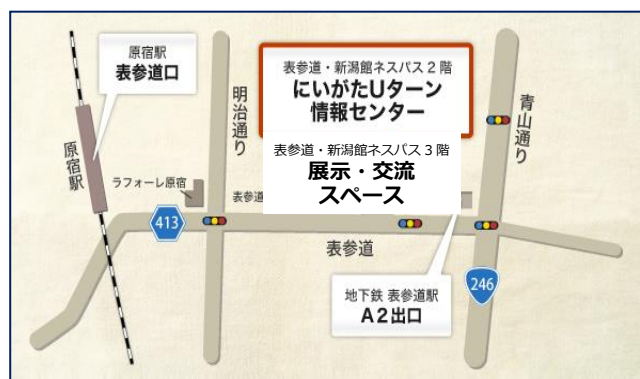 原宿駅
表参道口
原宿駅
明治通り
表参道・新潟館ネスパス２階
にいがたUターン
情報センター
表参道・新潟館ネスパス３階
展示・交流
スペース
青山通り
ラフォーレ原宿
表参道
413
表参道
地下鉄 表参道駅
A2出口
246